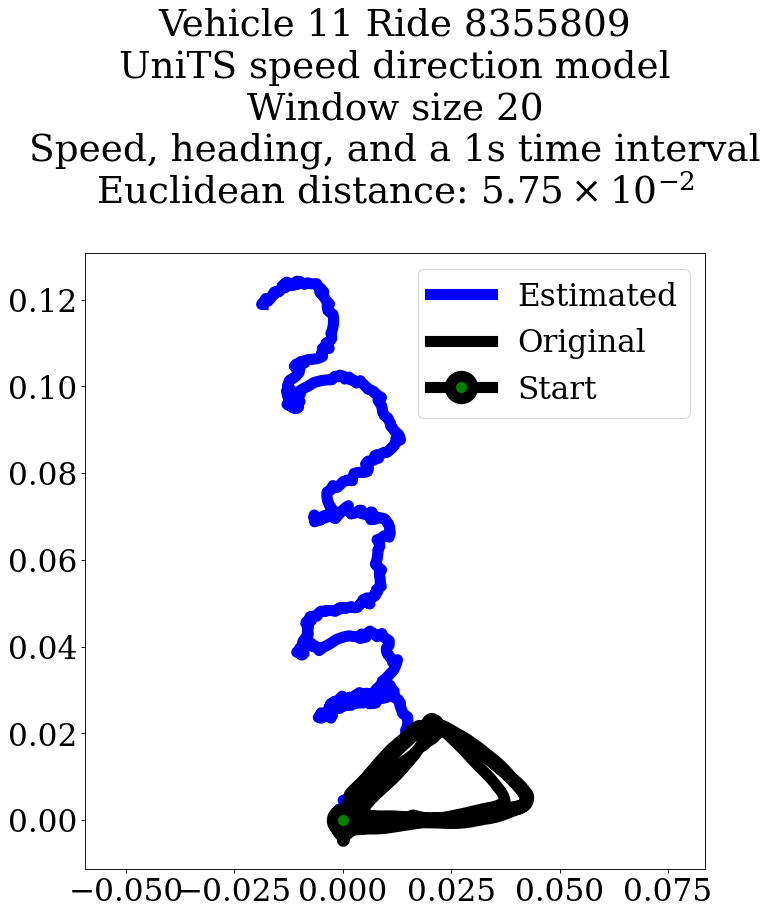 Vehicle 11 Ride 8355809
UniTS speed direction model
Window size 20
Speed, heading, and a 1s time interval
Euclidean distance: 5.75 × 10⁻²
Estimated
Original
Start
0.12
0.10
0.08
0.06
0.04
0.02
0.00
−0.050 −0.025 0.000 0.025 0.050 0.075